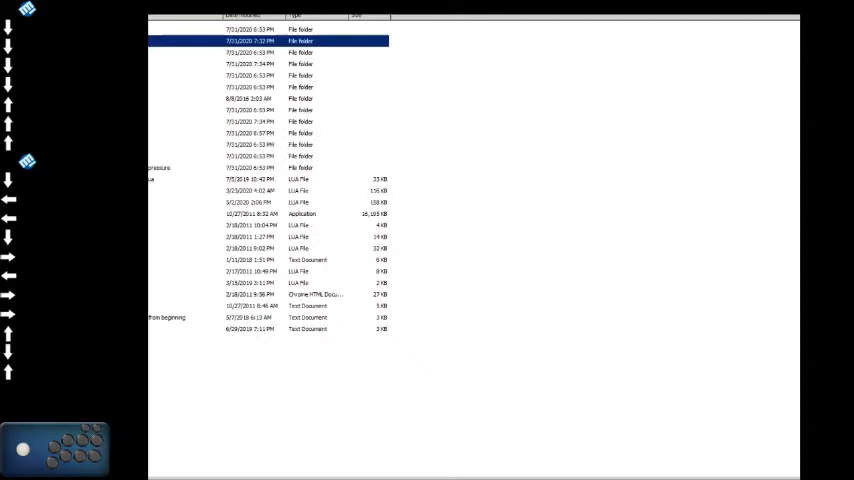 Date modified Type Size
7/31/2020 6:53 PM File folder
7/31/2020 7:32 PM File folder
7/31/2020 6:53 PM File folder
7/31/2020 7:34 PM File folder
7/31/2020 6:53 PM File folder
7/31/2020 6:53 PM File folder
8/8/2016 2:03 AM File folder
7/31/2020 6:53 PM File folder
7/31/2020 7:34 PM File folder
7/31/2020 6:57 PM File folder
7/31/2020 6:53 PM File folder
7/31/2020 6:53 PM File folder
pressure 7/31/2020 6:53 PM File folder
ua 7/5/2019 10:42 PM LUA File 33 KB
3/23/2020 4:02 AM LUA File 116 KB
5/2/2020 2:06 PM LUA File 158 KB
10/27/2011 8:32 AM Application 16,195 KB
2/18/2011 10:04 PM LUA File 4 KB
2/18/2011 1:27 PM LUA File 14 KB
2/18/2011 9:02 PM LUA File 32 KB
1/11/2018 1:51 PM Text Document 6 KB
2/17/2011 10:48 PM LUA File 8 KB
3/15/2019 3:11 PM LUA File 2 KB
2/18/2011 9:56 PM Chrome HTML Docu... 27 KB
10/27/2011 8:46 AM Text Document 5 KB
from beginning 5/7/2018 6:13 AM Text Document 3 KB
6/29/2019 7:11 PM Text Document 3 KB